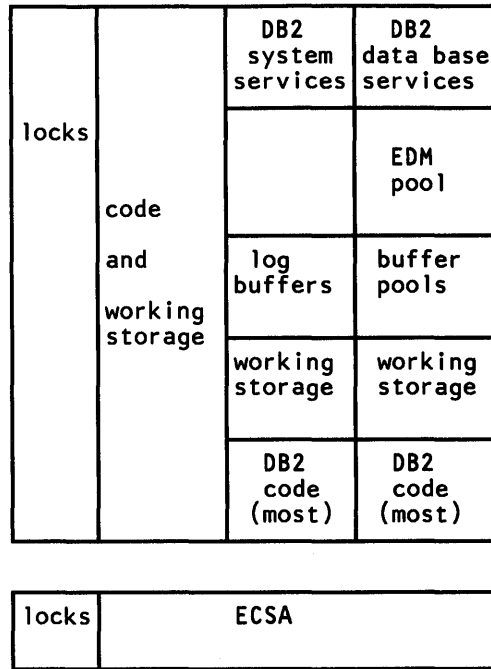 locks
code
and
working
storage
DB2
system
services
DB2
data base
services
EDM
pool
log
buffers
buffer
pools
working
storage
working
storage
DB2
code
(most)
DB2
code
(most)
locks
ECSA